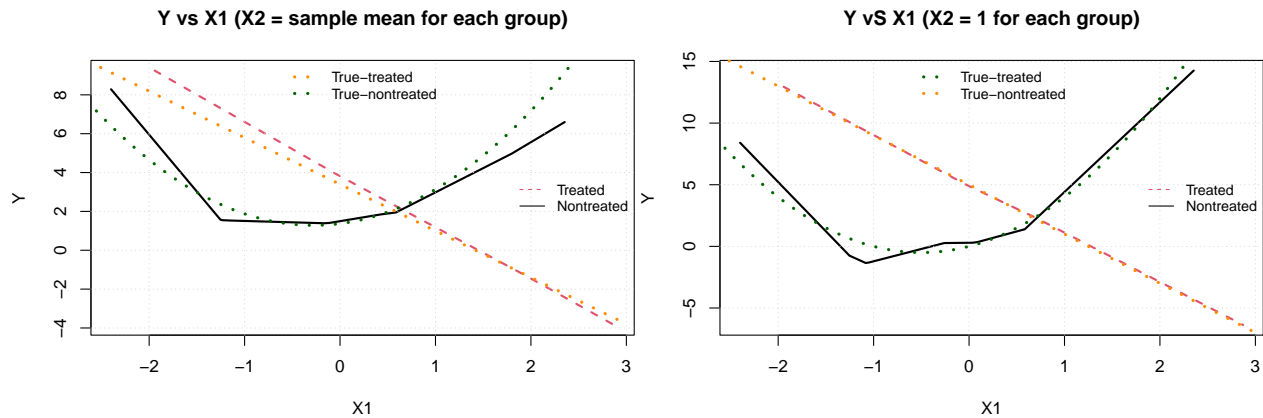 Y vs X1 (X2 = sample mean for each group)
True−treated
True−nontreated
Treated
Nontreated
Y
8
6
4
2
0
−2
−4
−2
−1
0
1
2
3
X1
Y vS X1 (X2 = 1 for each group)
True−treated
True−nontreated
Treated
Nontreated
Y
15
10
5
0
−5
−2
−1
0
1
2
3
X1